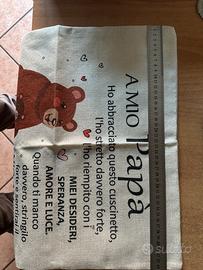 A MIO Papà
Ho abbracciato questo cuscinetto,
l'ho stretto davvero forte,
l'ho riempito con i
MIEI DESIDERI,
SPERANZA,
AMORE E LUCE.
Quando ti manco
davvero, stringilo
subito